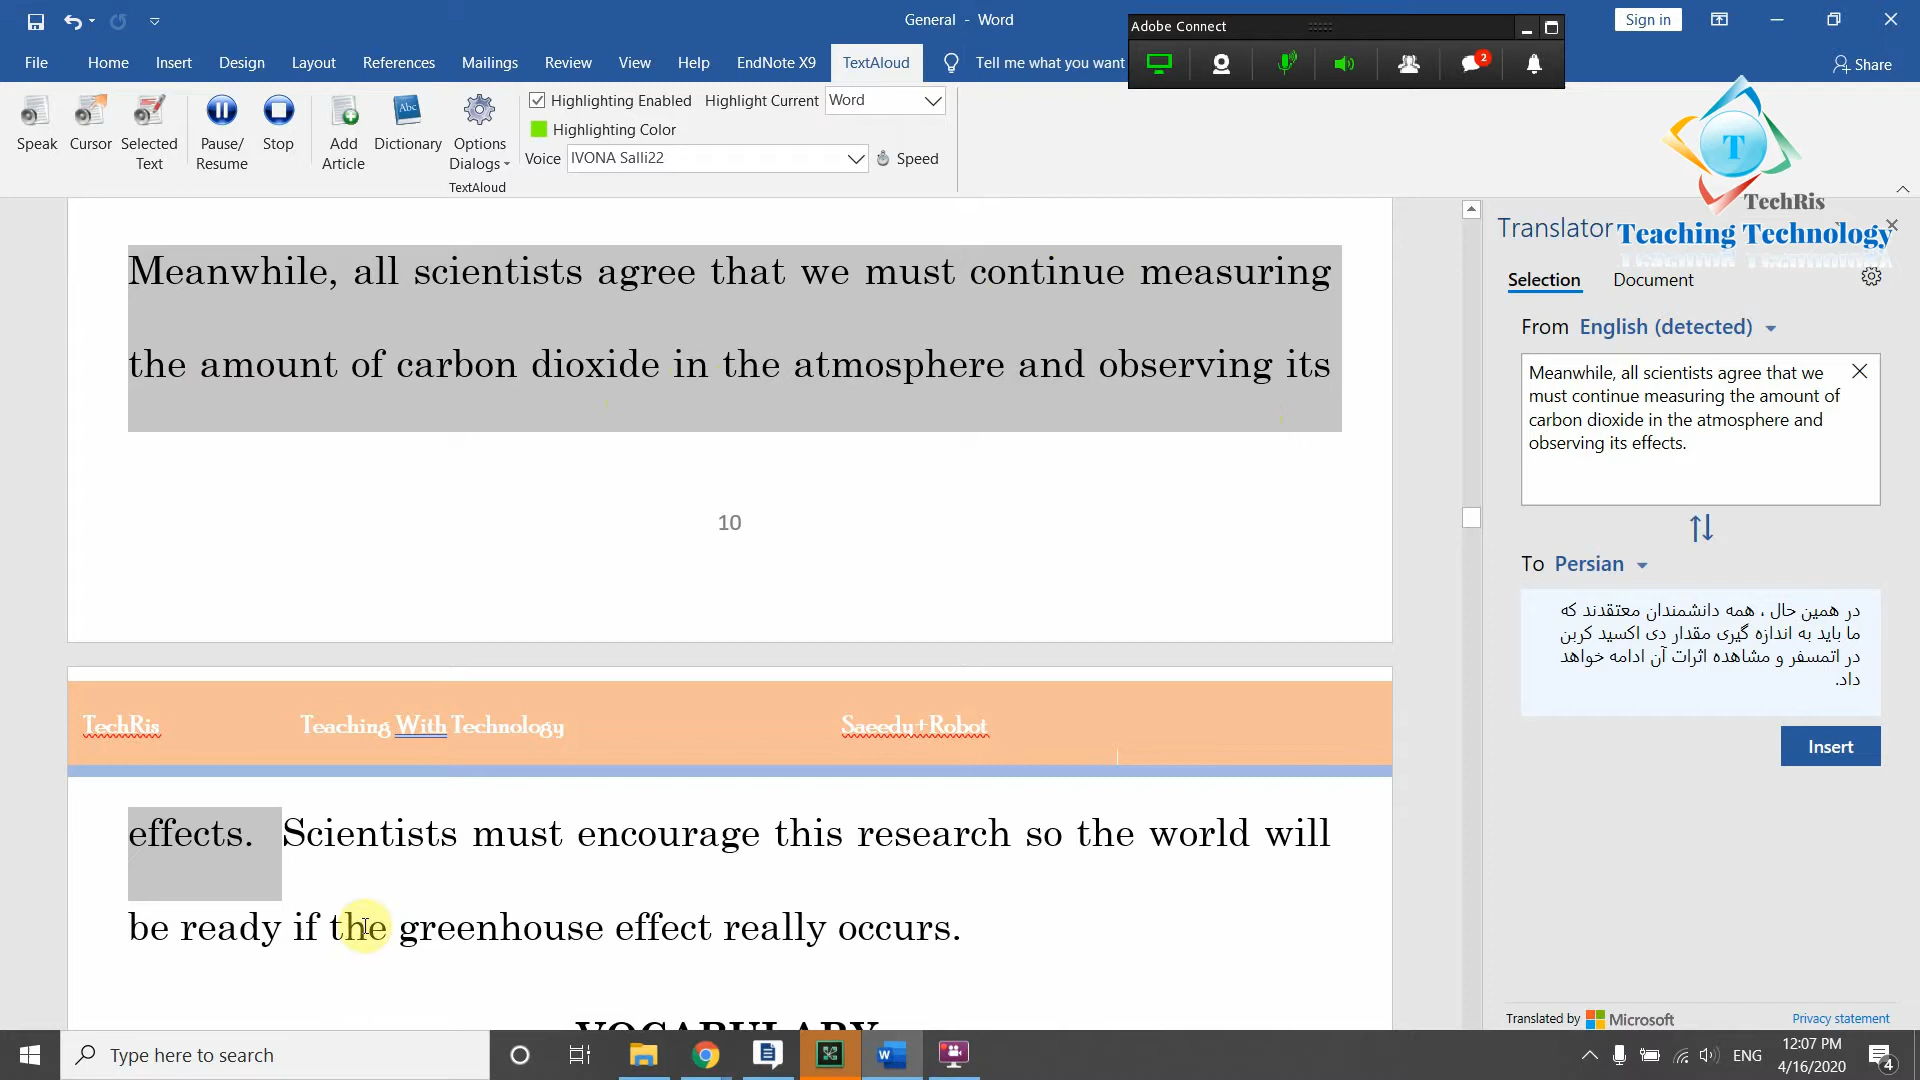 General - Word
Adobe Connect
Sign in
File
Home
Insert
Design
Layout
References
Mailings
Review
View
Help
EndNote X9
TextAloud
Tell me what you want
2
Share
Speak
Cursor
Selected
Text
Pause/
Resume
Stop
Add
Article
Abc
Dictionary
Options
Dialogs
Highlighting Enabled
Highlight Current
Word
Highlighting Color
Voice
IVONA Salli22
Speed
TextAloud
T
TechRis
Teaching Technology
Meanwhile, all scientists agree that we must continue measuring
the amount of carbon dioxide in the atmosphere and observing its
10
TechRis
Teaching With Technology
Saeedy+Robot
effects. Scientists must encourage this research so the world will
be ready if the greenhouse effect really occurs.
VOCABULARY
Translator
Selection
Document
From English (detected)
Meanwhile, all scientists agree that we
must continue measuring the amount of
carbon dioxide in the atmosphere and
observing its effects.
To Persian
در همین حال ، همه دانشمندان معتقدند که
ما باید به اندازه گیری مقدار دی اکسید کربن
در اتمسفر و مشاهده اثرات آن ادامه خواهد
داد.
Insert
Translated by Microsoft
Privacy statement
Type here to search
ENG
12:07 PM
4/16/2020
4